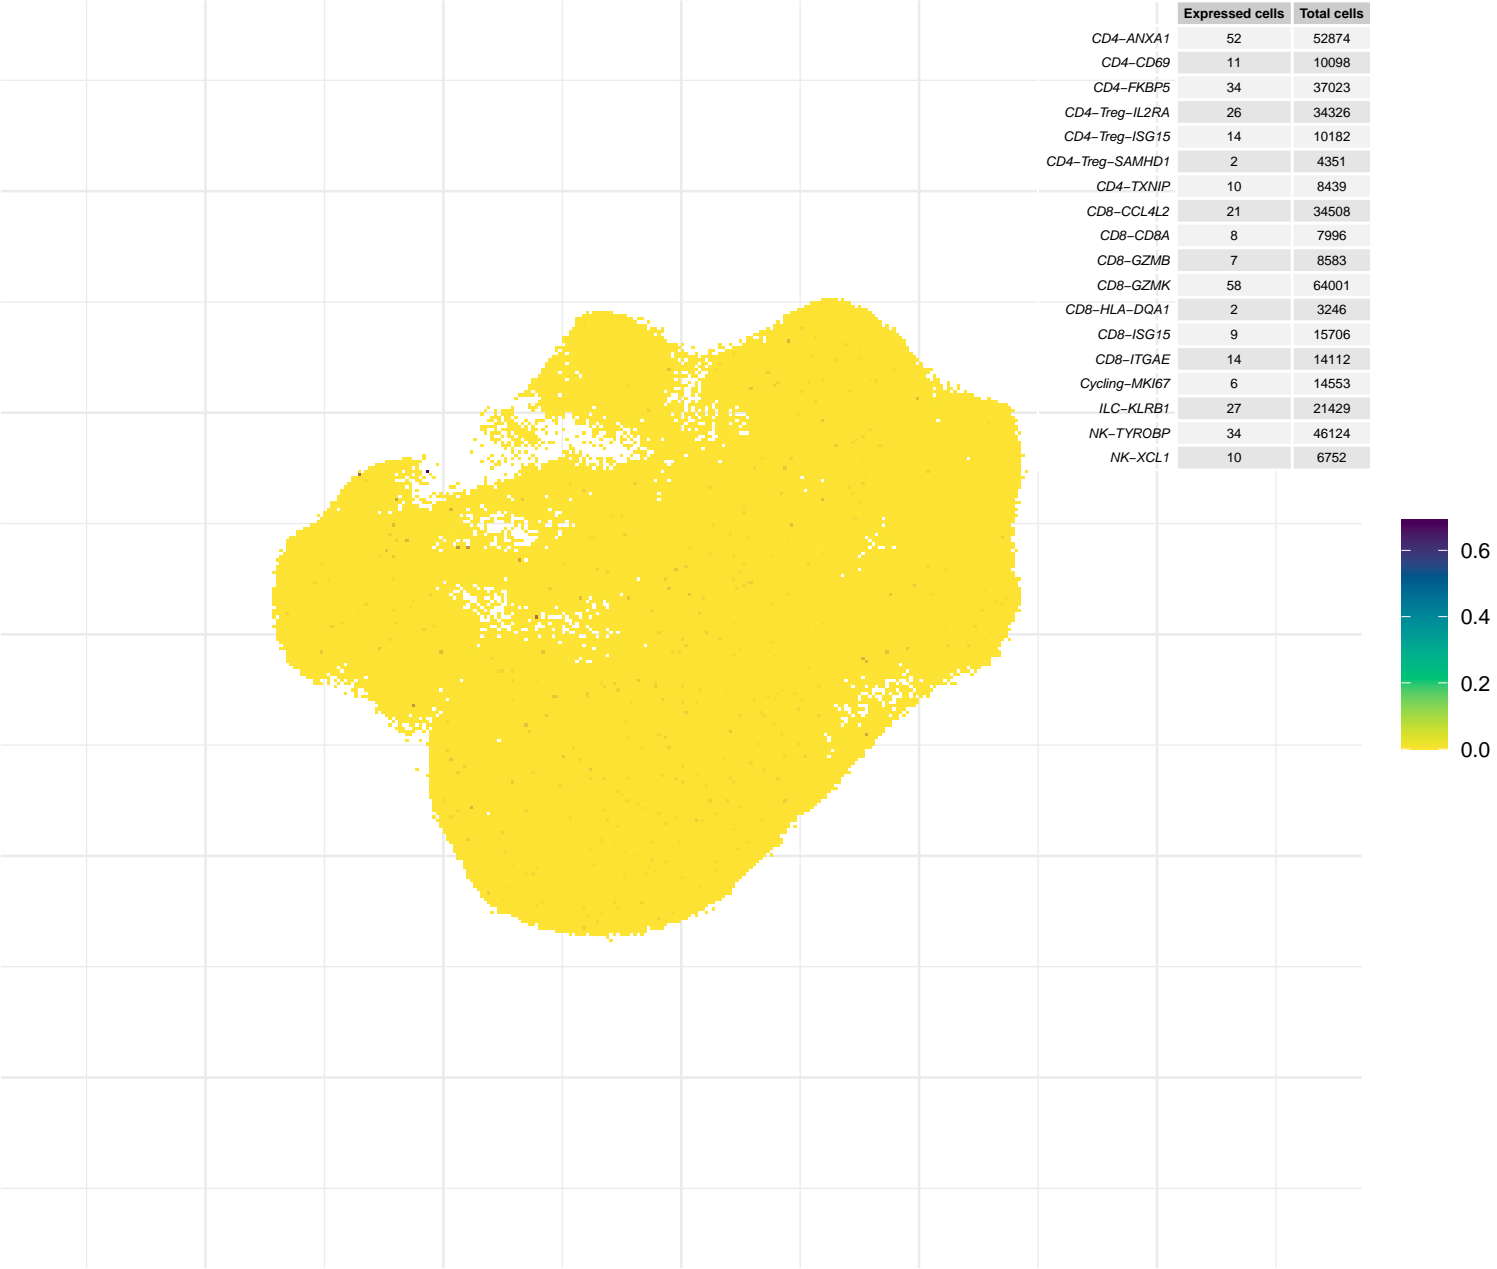 Expressed cells Total cells
CD4−ANXA1 52 52874
CD4−CD69 11 10098
CD4−FKBP5 34 37023
CD4−Treg−IL2RA 26 34326
CD4−Treg−ISG15 14 10182
CD4−Treg−SAMHD1 2 4351
CD4−TXNIP 10 8439
CD8−CCL4L2 21 34508
CD8−CD8A 8 7996
CD8−GZMB 7 8583
CD8−GZMK 58 64001
CD8−HLA−DQA1 2 3246
CD8−ISG15 9 15706
CD8−ITGAE 14 14112
Cycling−MKI67 6 14553
ILC−KLRB1 27 21429
NK−TYROBP 34 46124
NK−XCL1 10 6752
0.6
0.4
0.2
0.0